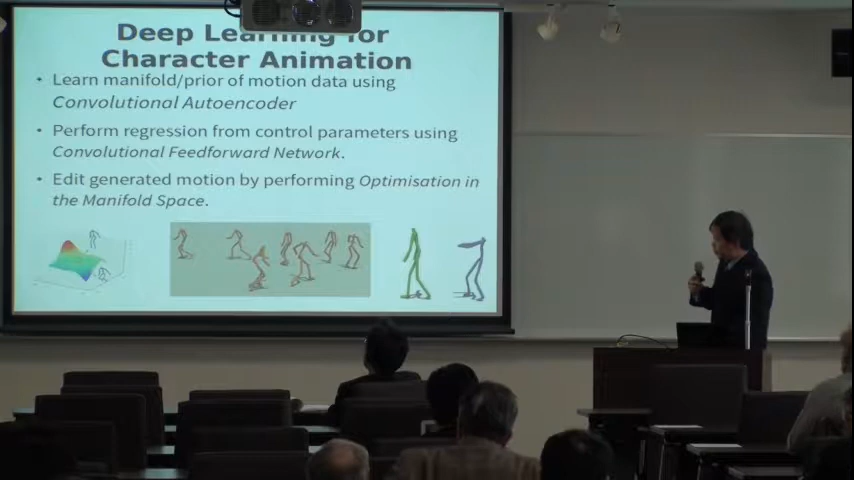 Deep Learning for
Character Animation
• Learn manifold/prior of motion data using
Convolutional Autoencoder
• Perform regression from control parameters using
Convolutional Feedforward Network.
• Edit generated motion by performing Optimisation in
the Manifold Space.